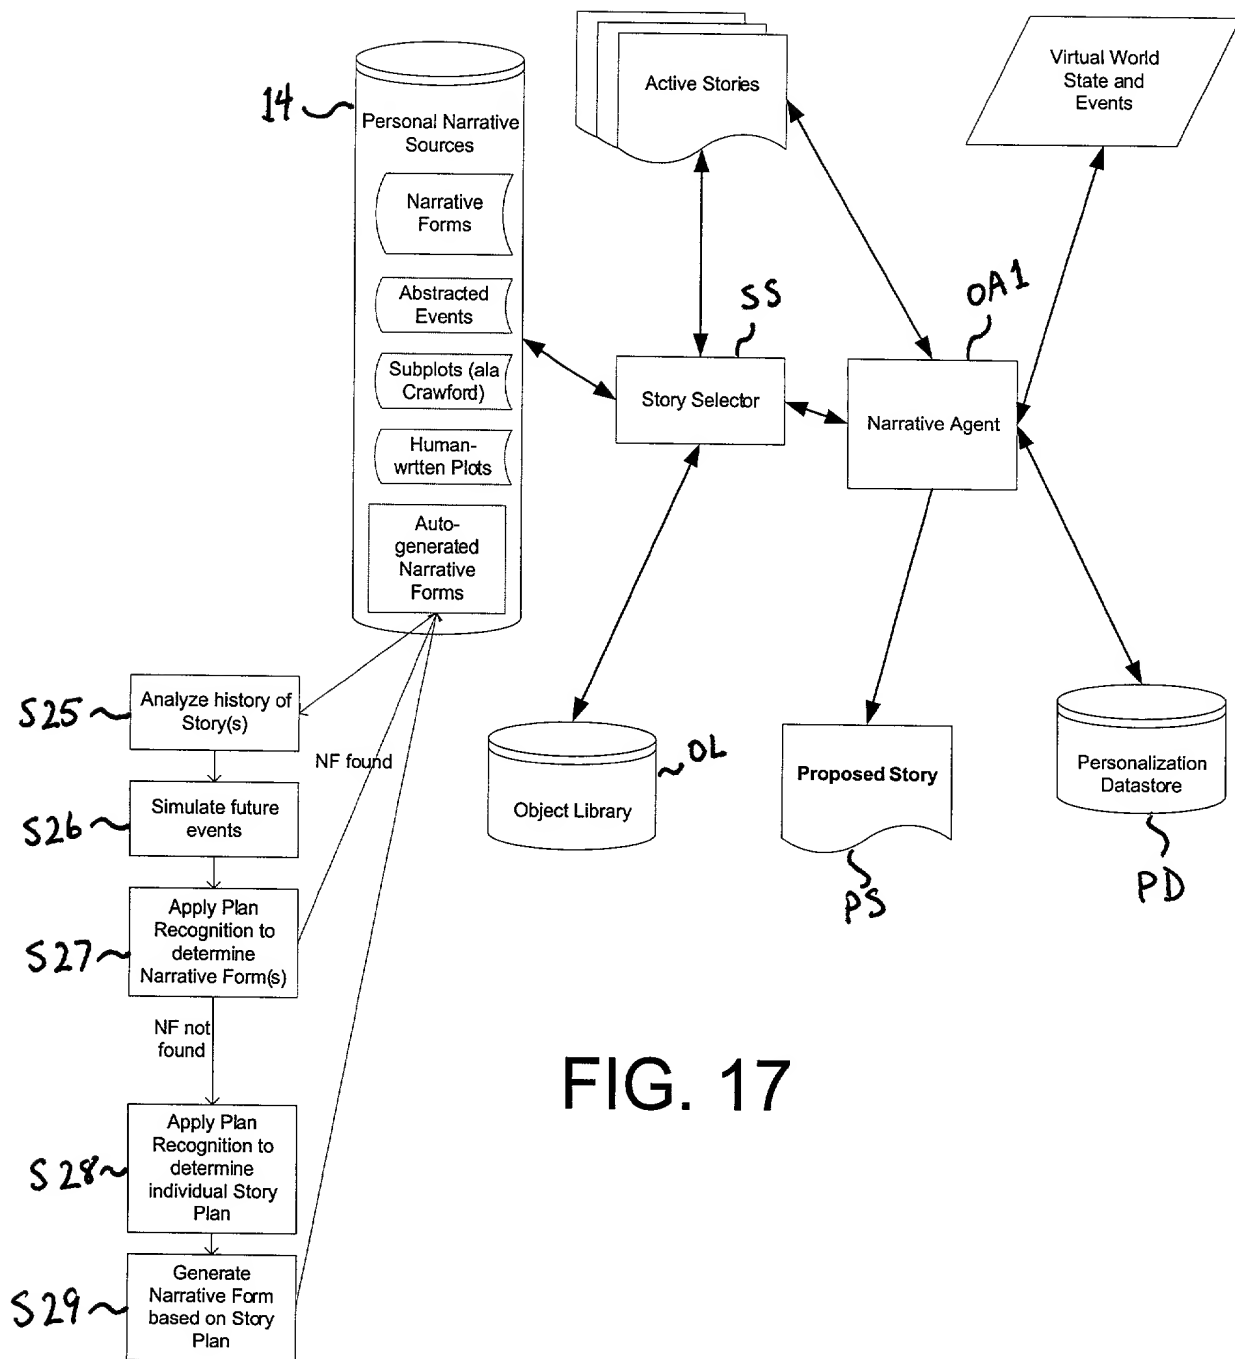 14
Personal Narrative
Sources
Narrative
Forms
Abstracted
Events
Subplots (ala
Crawford)
Human-
wrtten Plots
Auto-
generated
Narrative
Forms
Active Stories
Virtual World
State and
Events
SS
Story Selector
OA1
Narrative Agent
S25
Analyze history of
Story(s)
NF found
S26
Simulate future
events
S27
Apply Plan
Recognition to
determine
Narrative Form(s)
NF not
found
S28
Apply Plan
Recognition to
determine
individual Story
Plan
S29
Generate
Narrative Form
based on Story
Plan
Object Library
OL
Proposed Story
PS
Personalization
Datastore
PD
FIG. 17